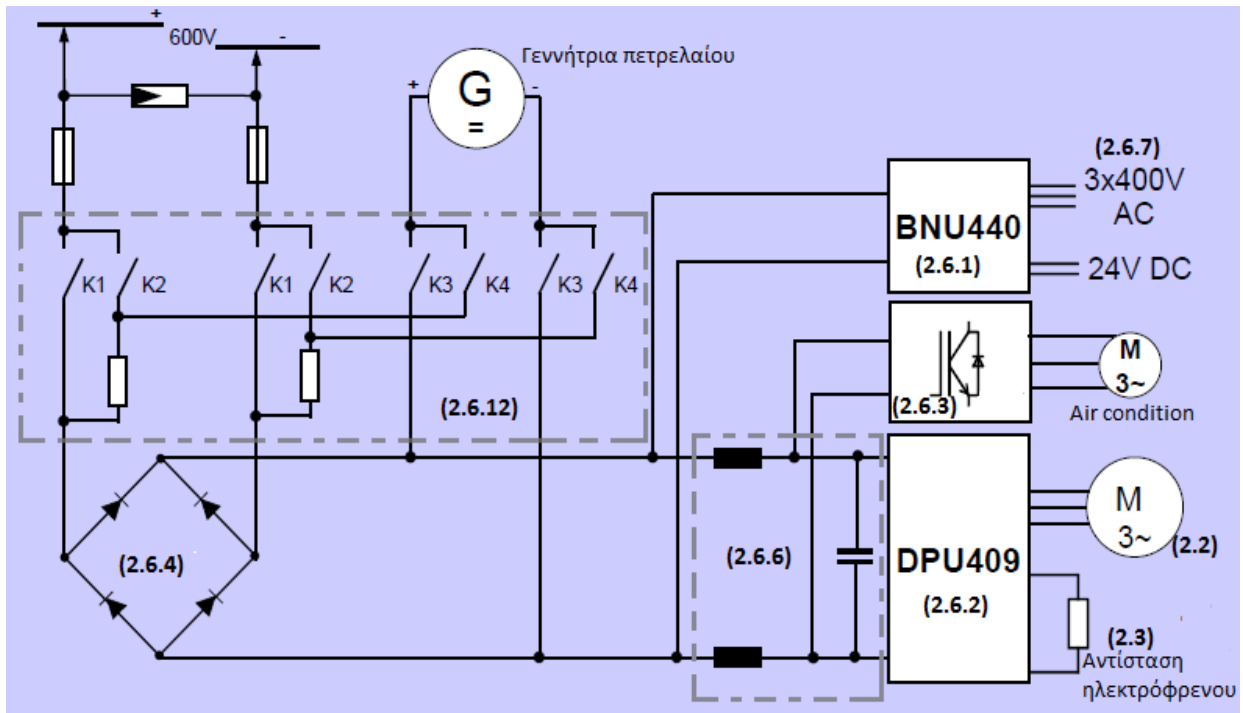 +
600V
-
Γεννήτρια πετρελαίου
+
G
=
-
(2.6.7)
3x400V
AC
BNU440
(2.6.1)
24V DC
K1
K2
K1
K2
K3
K4
K3
K4
(2.6.12)
(2.6.3)
M
3~
Air condition
(2.6.4)
(2.6.6)
DPU409
(2.6.2)
M
3~
(2.2)
(2.3)
Αντίσταση
ηλεκτρόφρενου